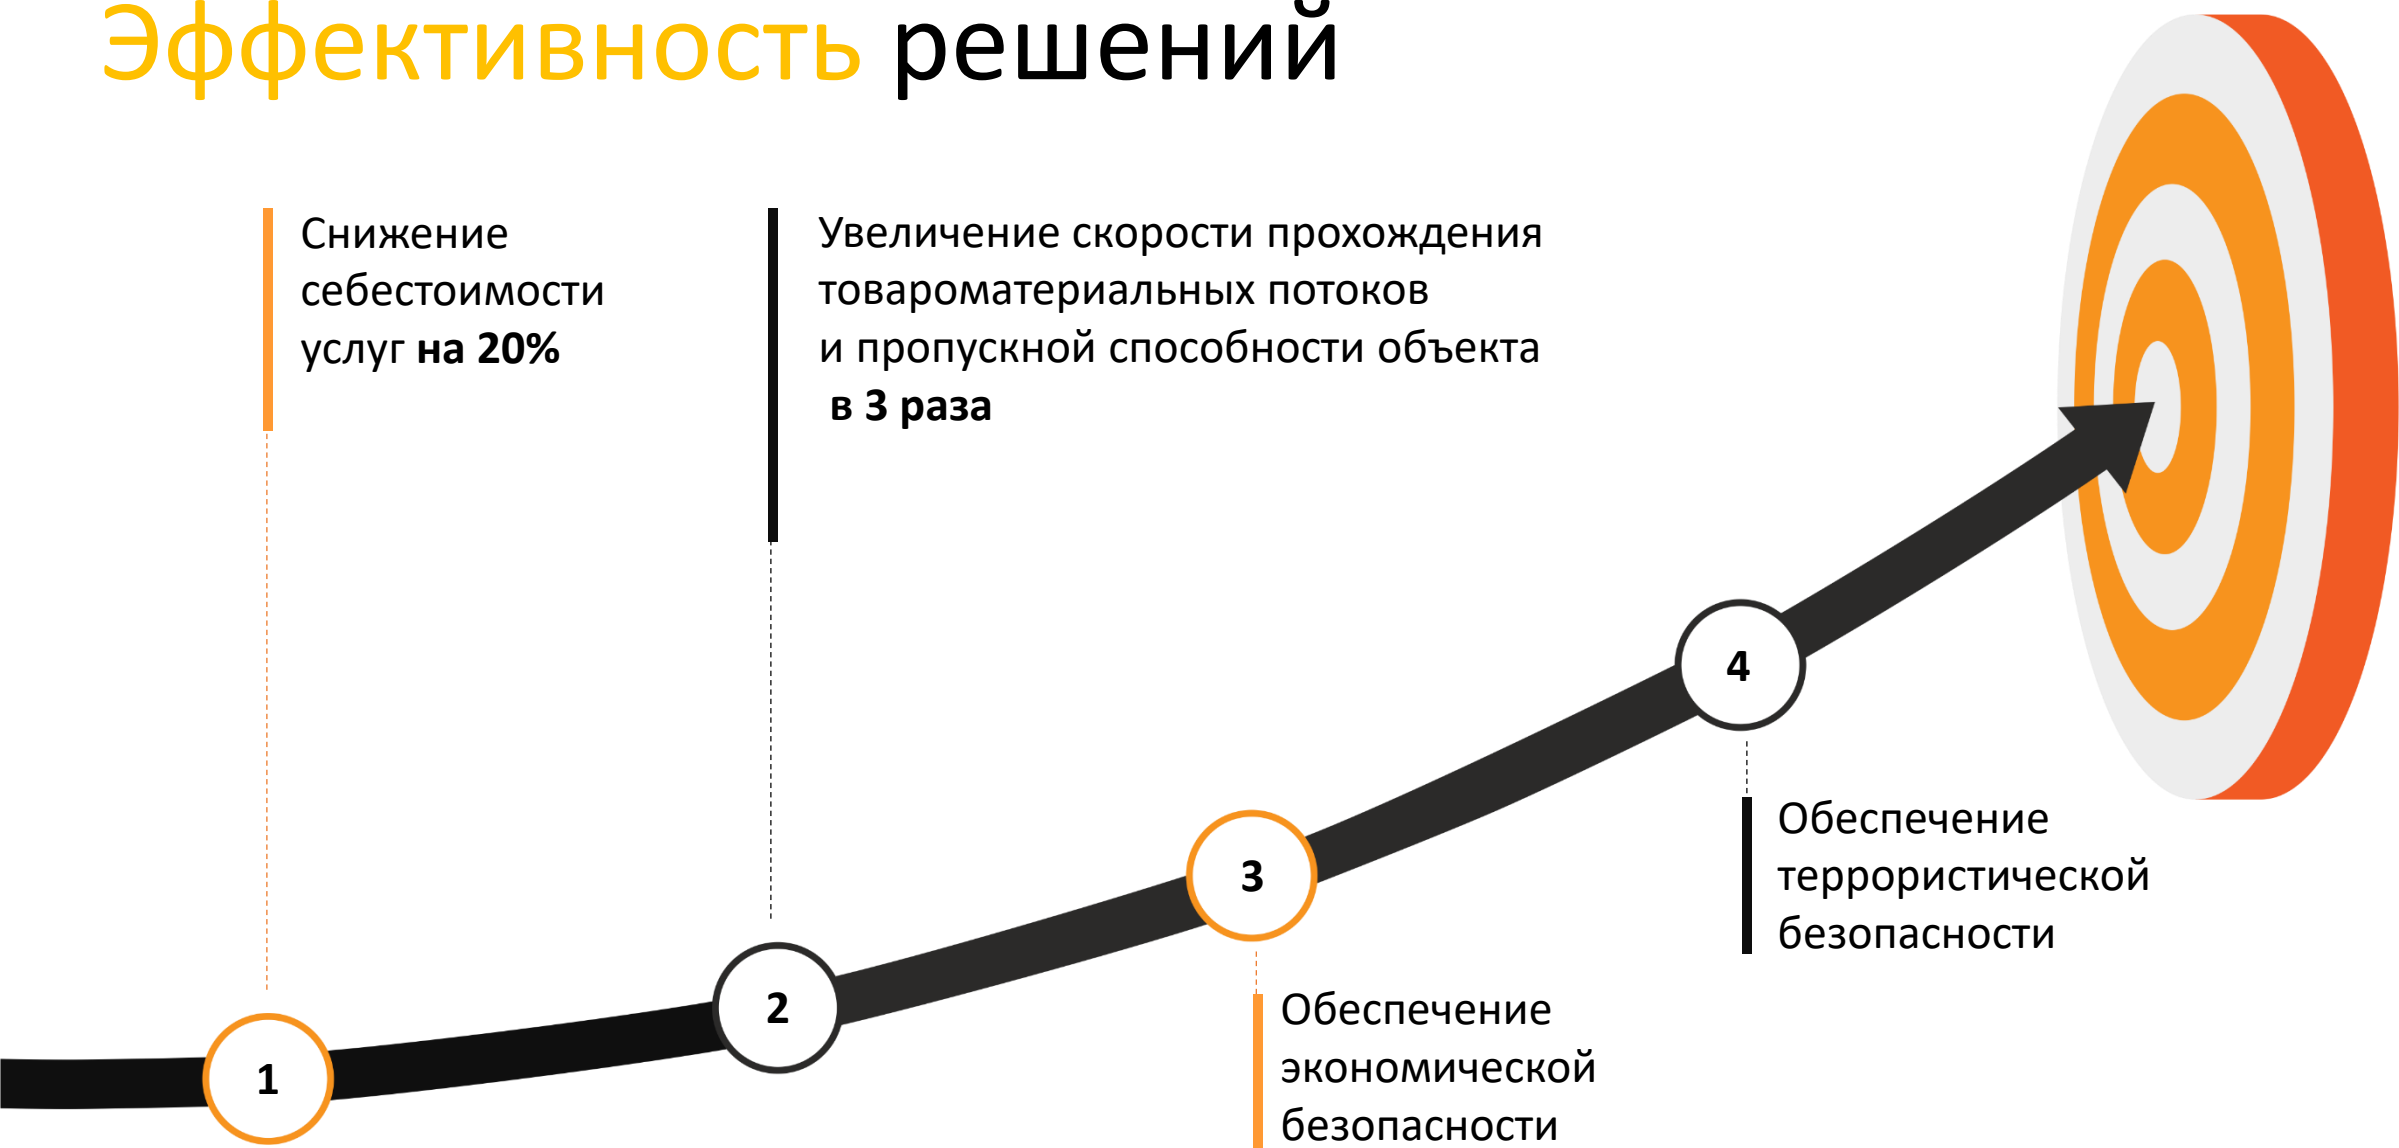 Эффективность решений
Снижение
себестоимости
услуг на 20%
Увеличение скорости прохождения
товароматериальных потоков
и пропускной способности объекта
в 3 раза
4
Обеспечение
террористической
безопасности
3
Обеспечение
экономической
безопасности
2
1